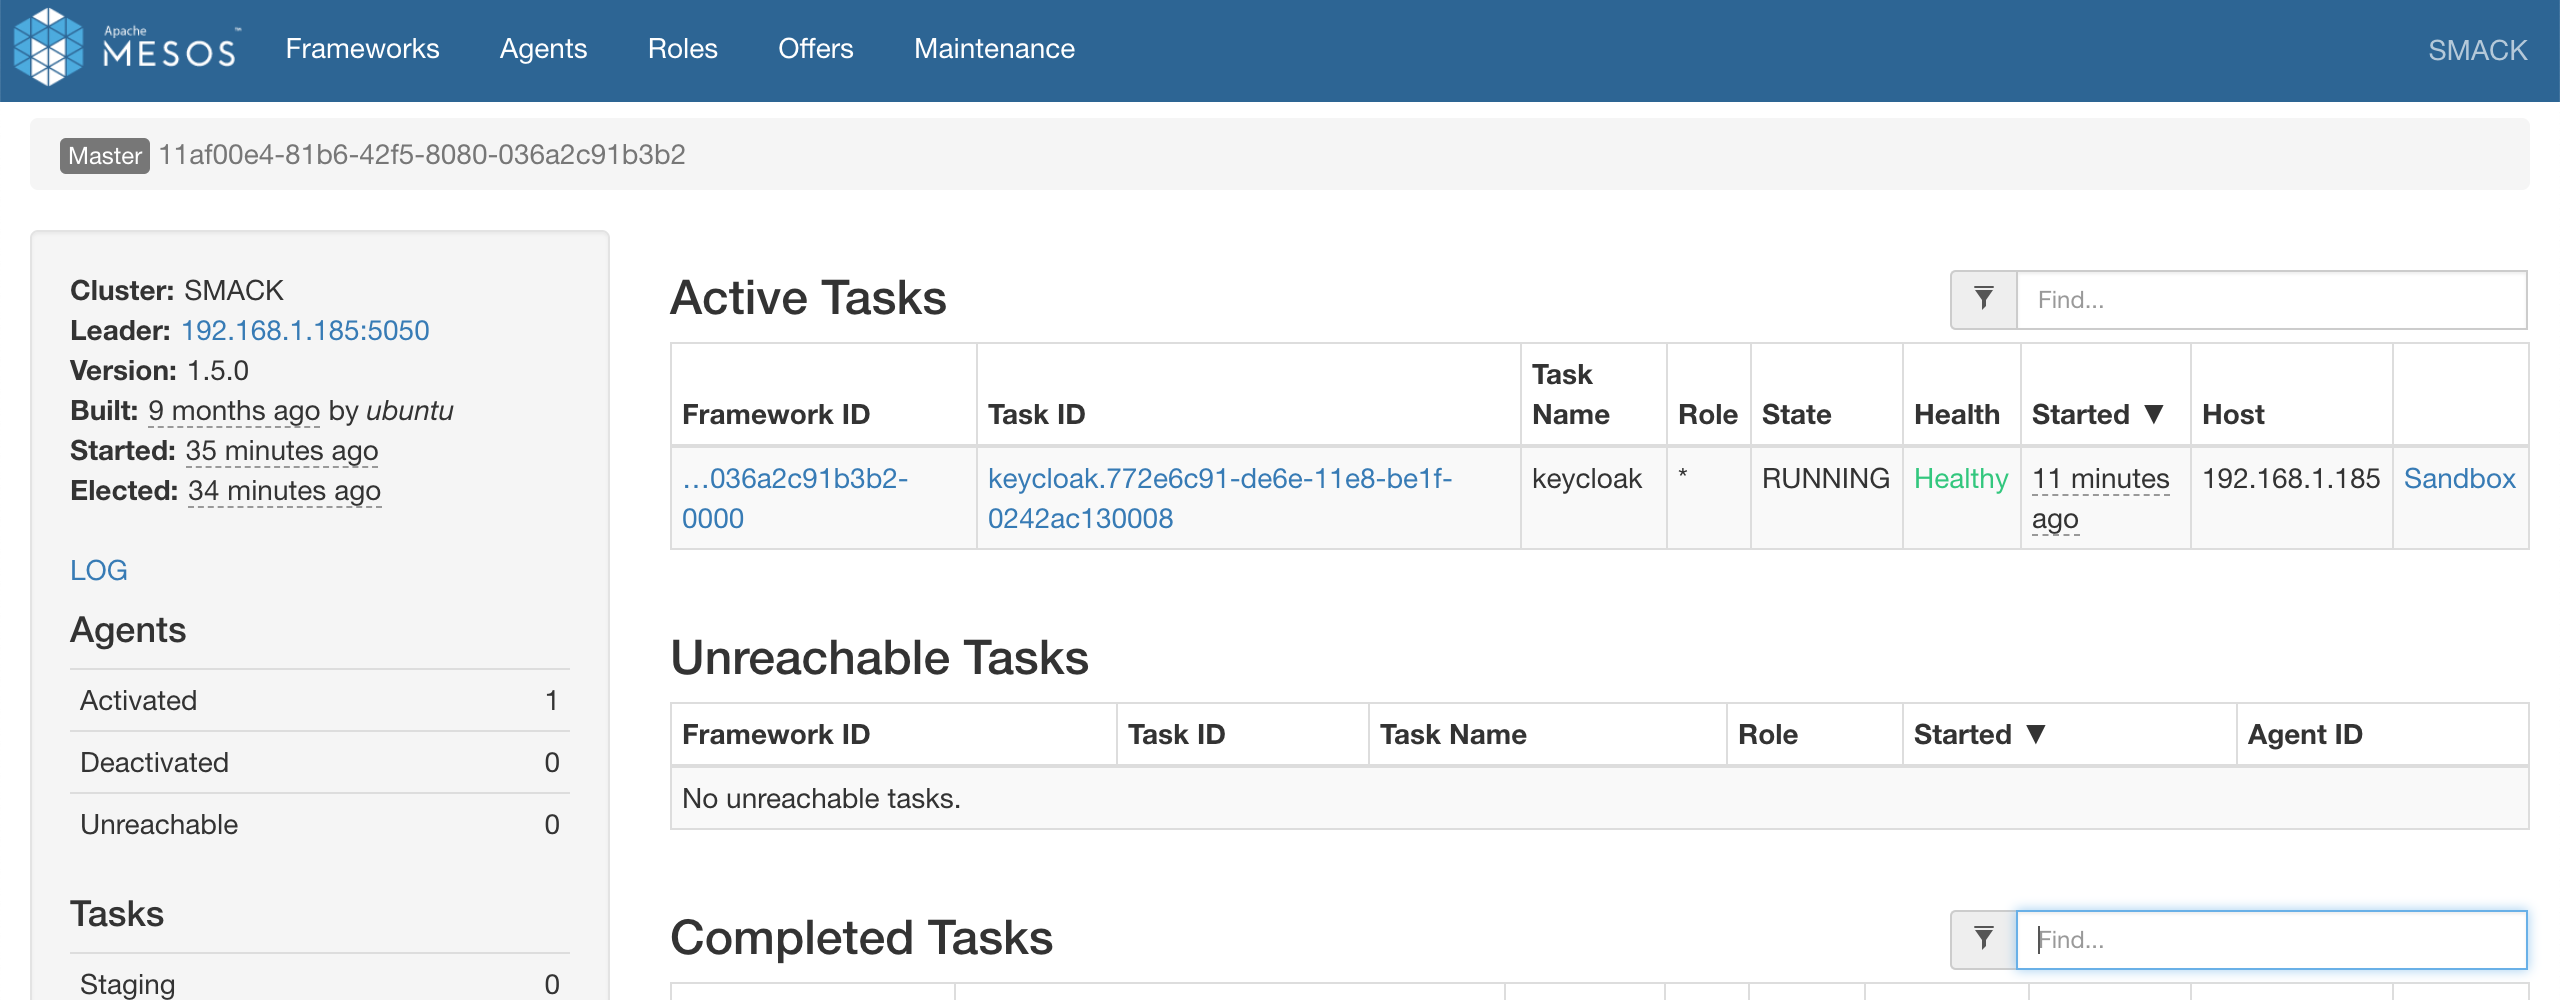 Apache
MESOS™
Frameworks Agents Roles Offers Maintenance SMACK
Master 11af00e4-81b6-42f5-8080-036a2c91b3b2
Cluster: SMACK
Leader: 192.168.1.185:5050
Version: 1.5.0
Built: 9 months ago by ubuntu
Started: 35 minutes ago
Elected: 34 minutes ago
LOG
Agents
Activated 1
Deactivated 0
Unreachable 0
Tasks
Staging 0
Active Tasks
Find...
Framework ID Task ID Task Name Role State Health Started ▼ Host
…036a2c91b3b2-0000 keycloak.772e6c91-de6e-11e8-be1f-0242ac130008 keycloak * RUNNING Healthy 11 minutes ago 192.168.1.185 Sandbox
Unreachable Tasks
Framework ID Task ID Task Name Role Started ▼ Agent ID
No unreachable tasks.
Completed Tasks
Find...